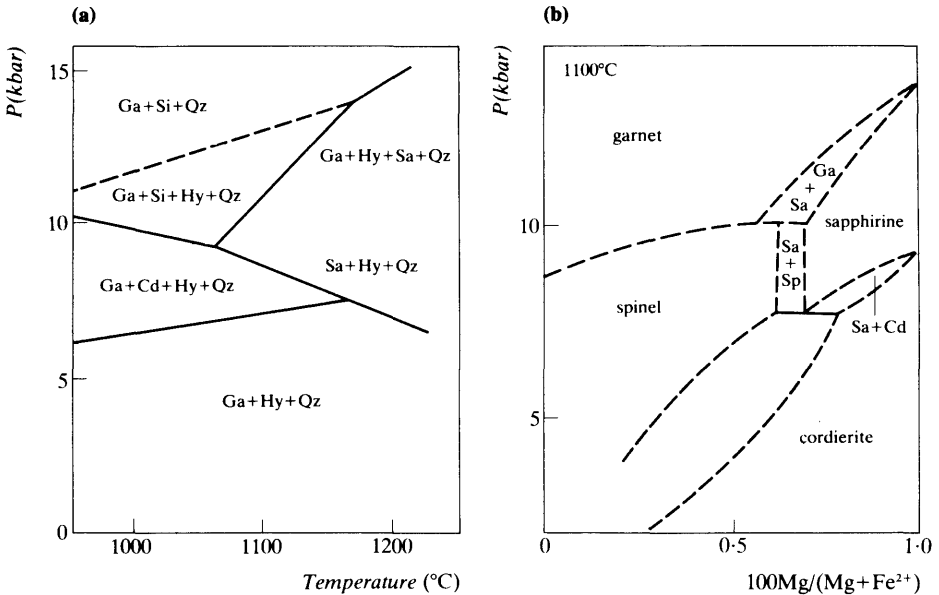 (a)
P(kbar)
15
10
5
0
Ga+Si+Qz
Ga+Hy+Sa+Qz
Ga+Si+Hy+Qz
Sa+Hy+Qz
Ga+Cd+Hy+Qz
Ga+Hy+Qz
1000
1100
1200
Temperature (°C)
(b)
P(kbar)
1100°C
garnet
Ga
+
Sa
10
sapphirine
Sa
+
Sp
spinel
Sa+Cd
5
cordierite
0
0·5
1.0
100Mg/(Mg+Fe²⁺)